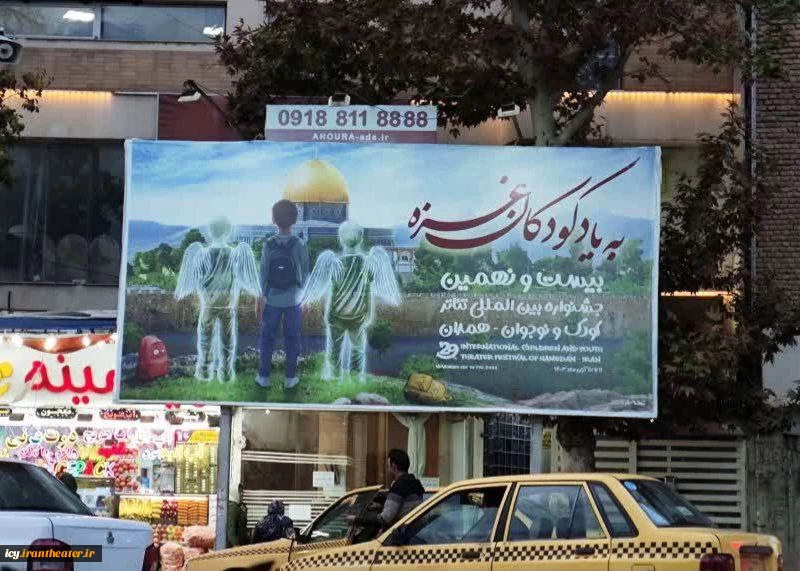 0918 811 8888
AHOURA-ads.ir
به یاد کودکان غزه
بیست و نهمین
جشنواره بین المللی تئاتر
کودک و نوجوان - همدان
29 INTERNATIONAL CHILDREN AND YOUTH
THEATER FESTIVAL OF HAMEDAN - IRAN
مینه
icy.irantheater.ir